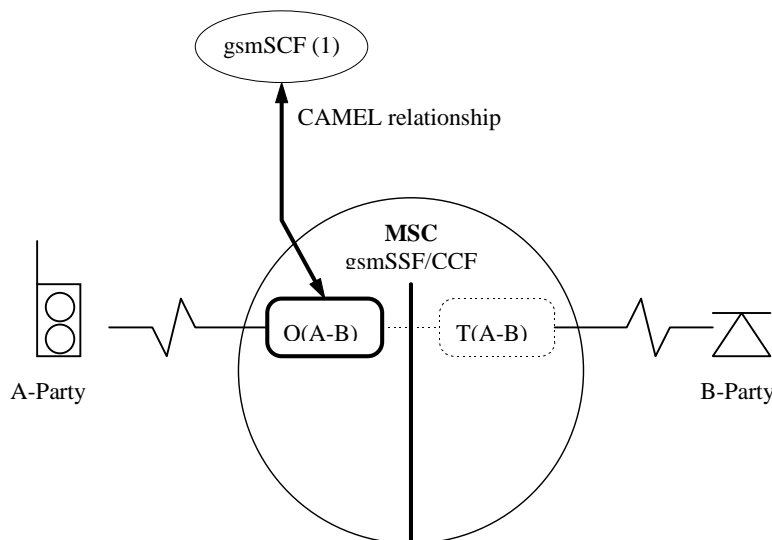 gsmSCF (1)
CAMEL relationship
MSC
gsmSSF/CCF
O(A-B)
T(A-B)
A-Party
B-Party